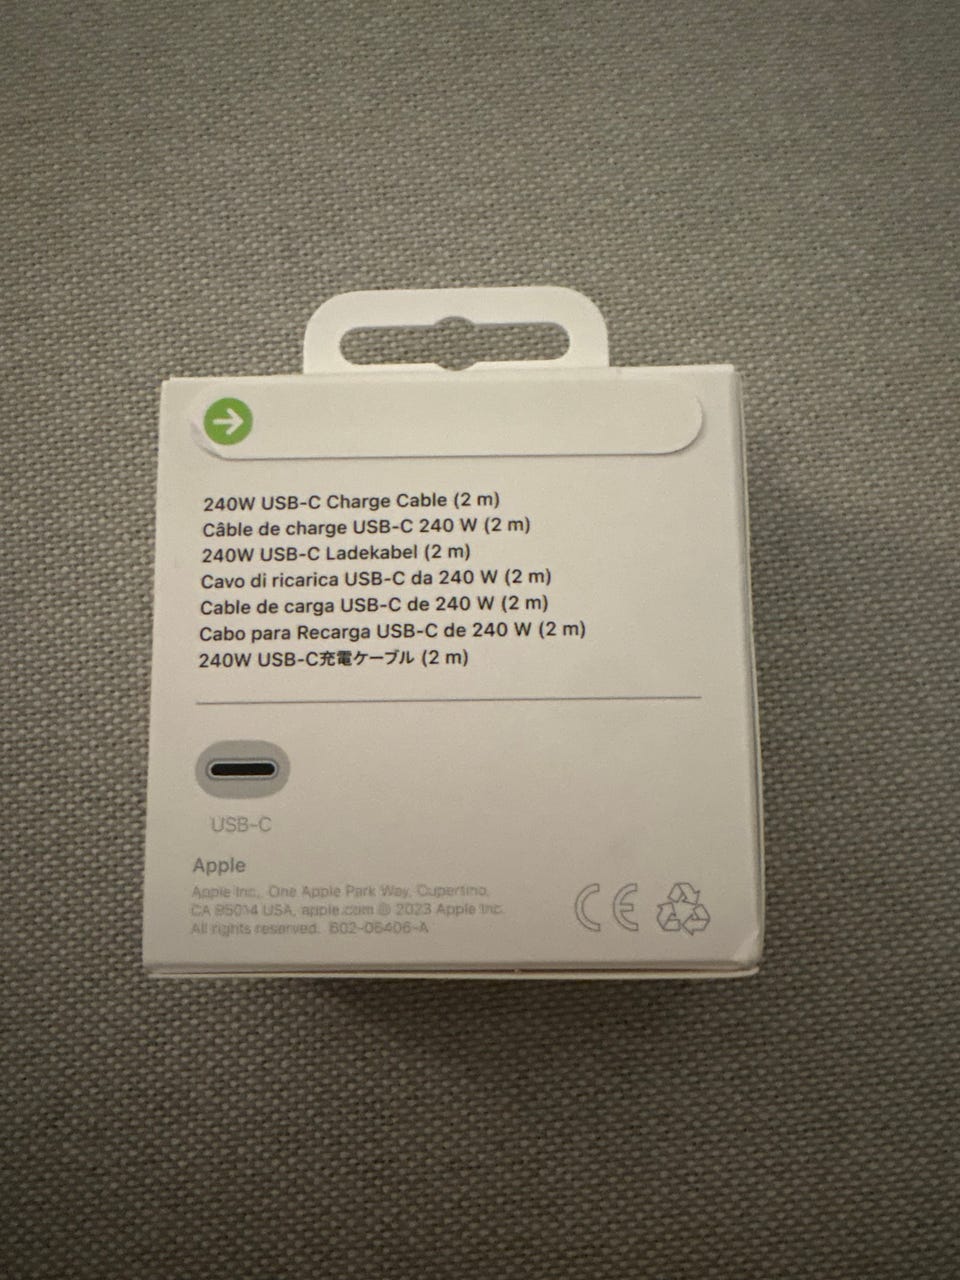 240W USB-C Charge Cable (2 m)
Câble de charge USB-C 240 W (2 m)
240W USB-C Ladekabel (2 m)
Cavo di ricarica USB-C da 240 W (2 m)
Cable de carga USB-C de 240 W (2 m)
Cabo para Recarga USB-C de 240 W (2 m)
240W USB-C充電ケーブル (2 m)
USB-C
Apple
Apple Inc., One Apple Park Way, Cupertino,
CA 95014 USA, apple.com © 2023 Apple Inc.
All rights reserved. 602-06406-A
CE